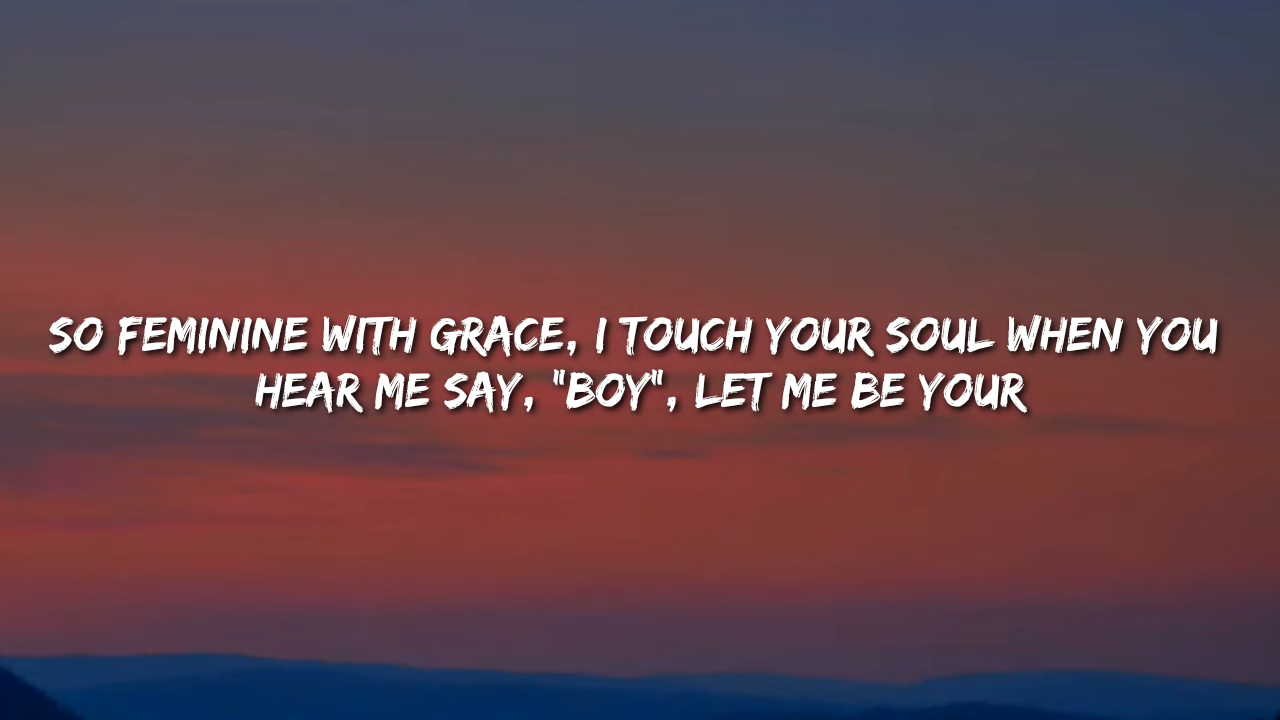 SO FEMININE WITH GRACE, I TOUCH YOUR SOUL WHEN YOU
HEAR ME SAY, "BOY", LET ME BE YOUR